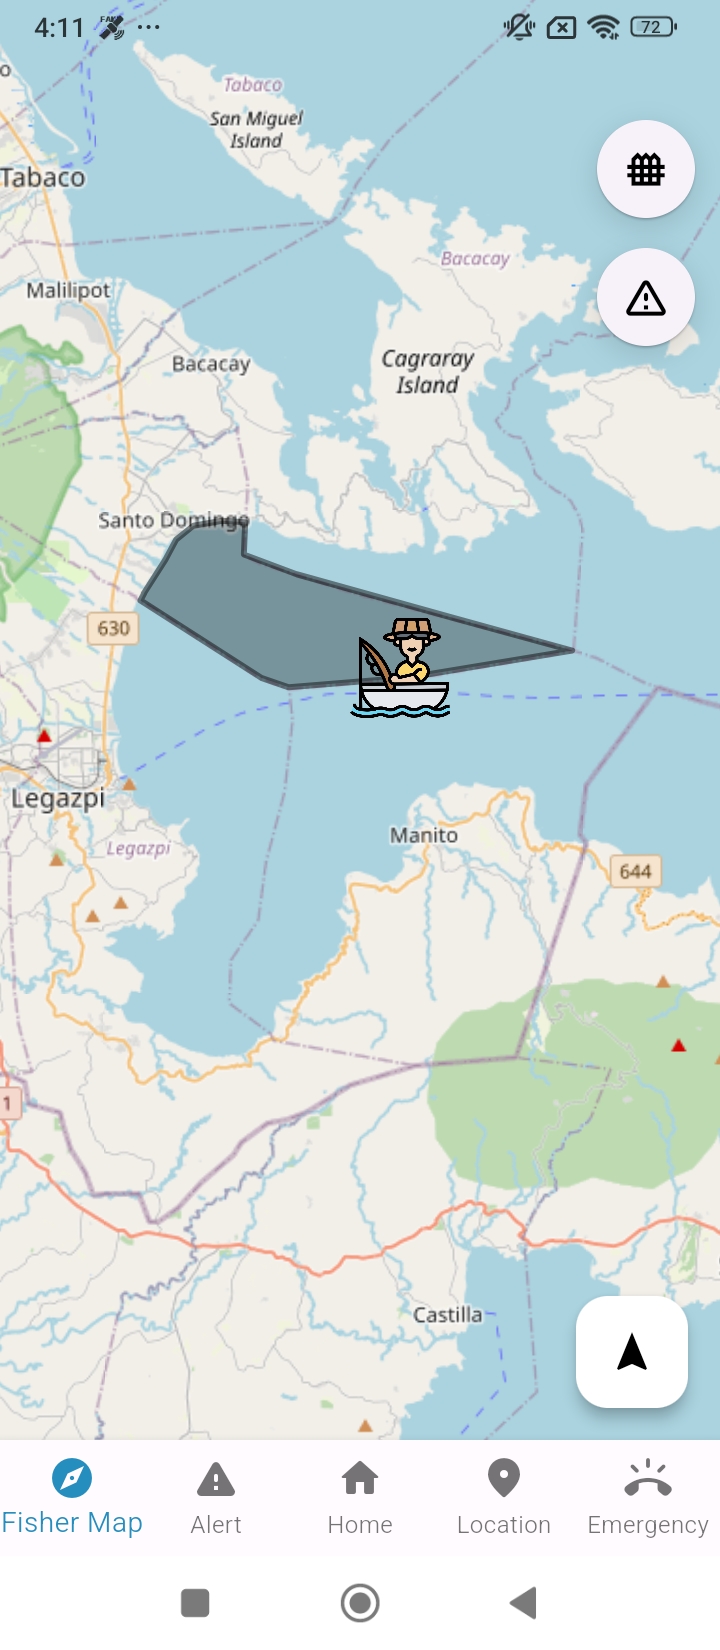 4:11
FAKE
72
o
Tabaco
San Miguel
Island
Tabaco
Malilipot
Bacacay
Bacacay
Cagraray
Island
Santo Domingo
630
Legazpi
Legazpi
Manito
644
1
Castilla
Fisher Map
Alert
Home
Location
Emergency